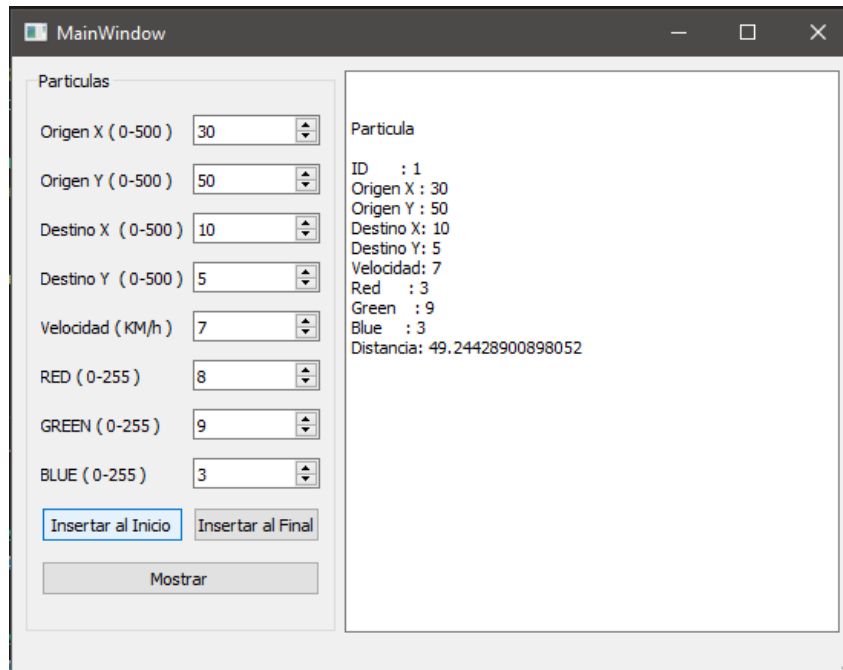 MainWindow
Particulas
Origen X ( 0-500 ) 30
Origen Y ( 0-500 ) 50
Destino X ( 0-500 ) 10
Destino Y ( 0-500 ) 5
Velocidad ( KM/h ) 7
RED ( 0-255 ) 8
GREEN ( 0-255 ) 9
BLUE ( 0-255 ) 3
Insertar al Inicio Insertar al Final
Mostrar
Particula
ID : 1
Origen X : 30
Origen Y : 50
Destino X: 10
Destino Y: 5
Velocidad: 7
Red : 3
Green : 9
Blue : 3
Distancia: 49.24428900898052